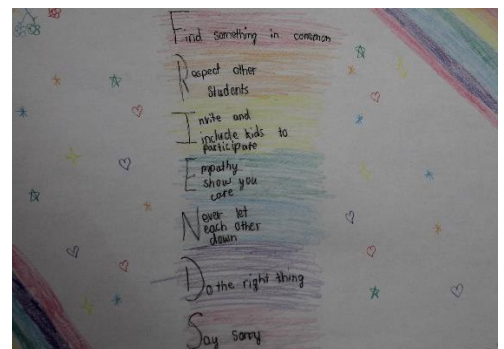 Find something in common
Respect other
Students
Invite and
include kids to
participate
Empathy
show you
care
Never let
each other
down
Do the right thing
Say sorry